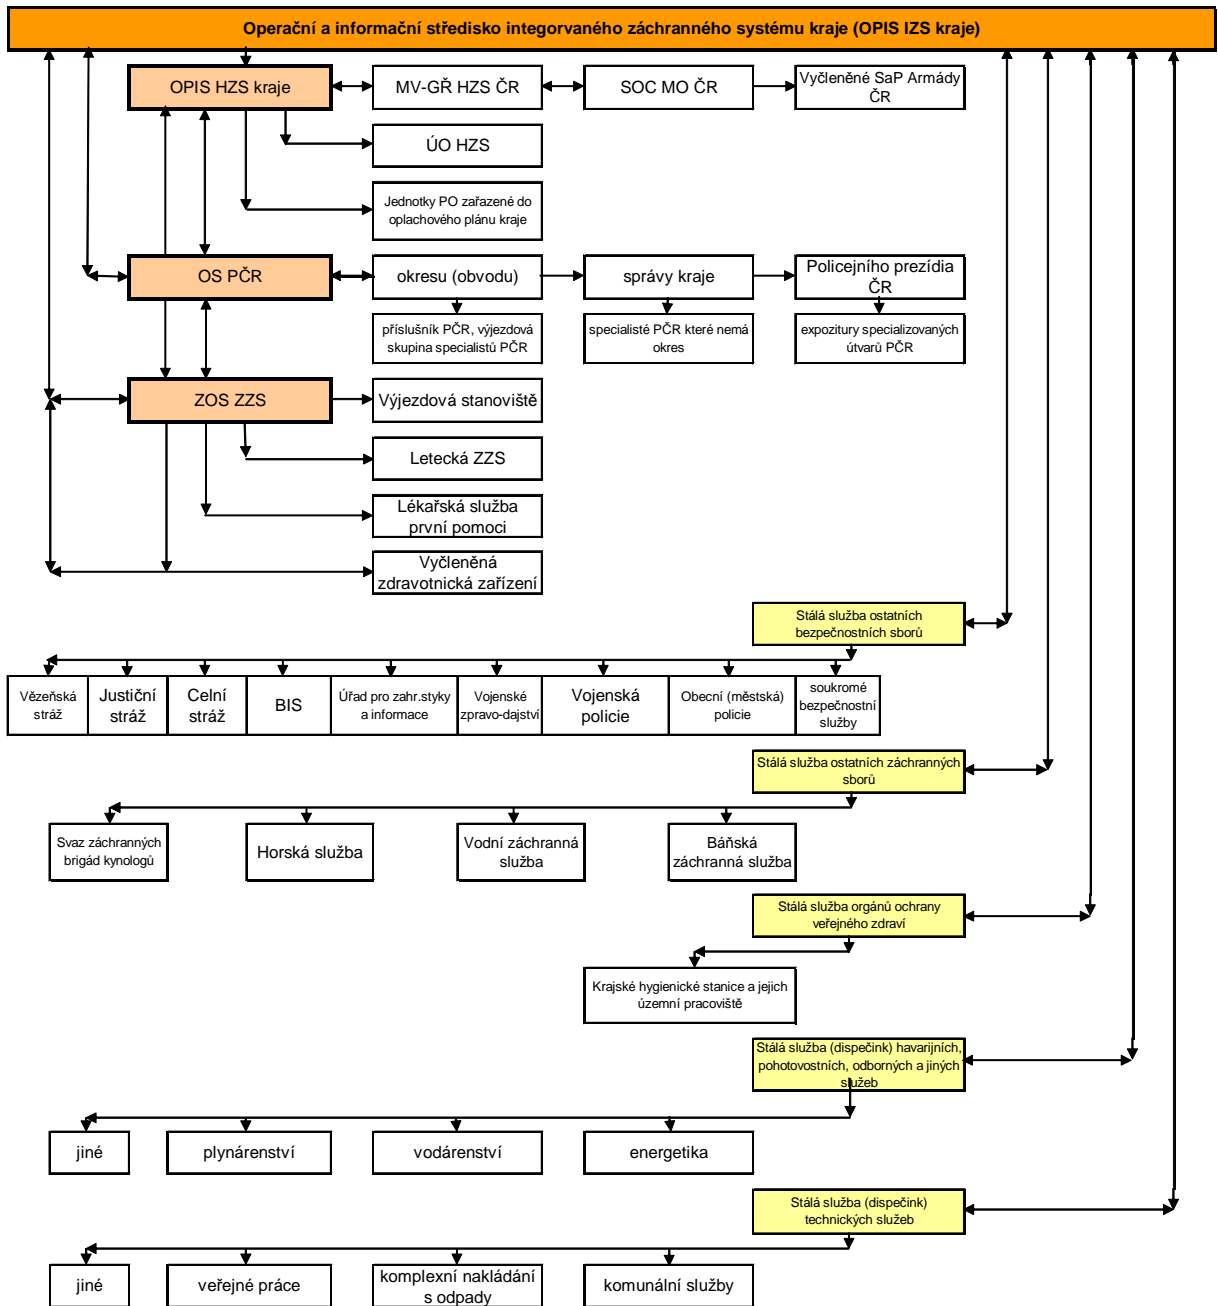 Operační a informační středisko integorvaného záchranného systému kraje (OPIS IZS kraje)
OPIS HZS kraje
MV-GŘ HZS ČR
SOC MO ČR
Vyčleněné SaP Armády
ČR
ÚO HZS
Jednotky PO zařazené do
oplachového plánu kraje
OS PČR
okresu (obvodu)
správy kraje
Policejního prezídia
ČR
příslušník PČR, výjezdová
skupina specialistů PČR
specialisté PČR které nemá
okres
expozitury specializovaných
útvarů PČR
ZOS ZZS
Výjezdová stanoviště
Letecká ZZS
Lékařská služba
první pomoci
Vyčleněná
zdravotnická zařízení
Stálá služba ostatních
bezpečnostních sborů
Vězeňská
stráž
Justiční
stráž
Celní
stráž
BIS
Úřad pro zahr.styky
a informace
Vojenské
zpravo-dajství
Vojenská
policie
Obecní (městská)
policie
soukromé
bezpečnostní
služby
Stálá služba ostatních záchranných
sborů
Svaz záchranných
brigád kynologů
Horská služba
Vodní záchranná
služba
Báňská
záchranná služba
Stálá služba orgánů ochrany
veřejného zdraví
Krajské hygienické stanice a jejich
územní pracoviště
Stálá služba (dispečink) havarijních,
pohotovostních, odborných a jiných
služeb
jiné
plynárenství
vodárenství
energetika
Stálá služba (dispečink)
technických služeb
jiné
veřejné práce
komplexní nakládání
s odpady
komunální služby